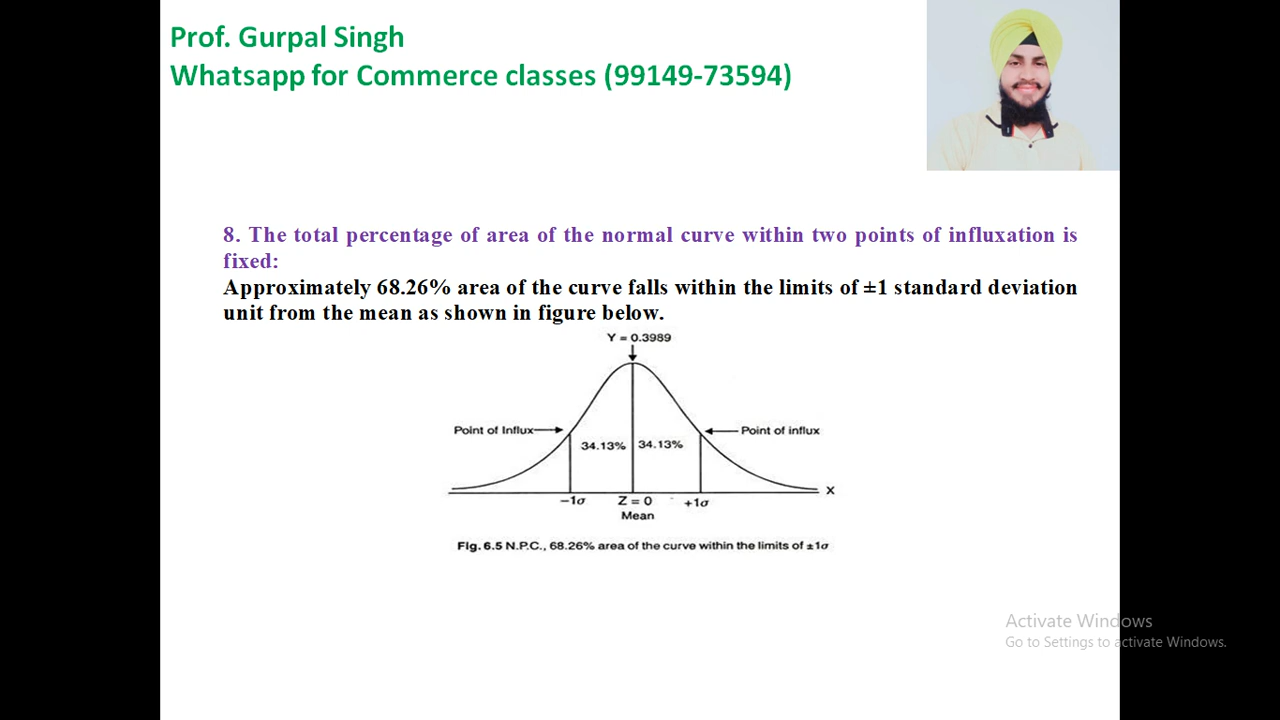 Prof. Gurpal Singh
Whatsapp for Commerce classes (99149-73594)
8. The total percentage of area of the normal curve within two points of influxation is
fixed:
Approximately 68.26% area of the curve falls within the limits of ±1 standard deviation
unit from the mean as shown in figure below.
Y = 0.3989
Point of Influx
Point of influx
34.13%
34.13%
X
−1σ
Z = 0
+1σ
Mean
Fig. 6.5 N.P.C., 68.26% area of the curve within the limits of ±1σ
Activate Windows
Go to Settings to activate Windows.